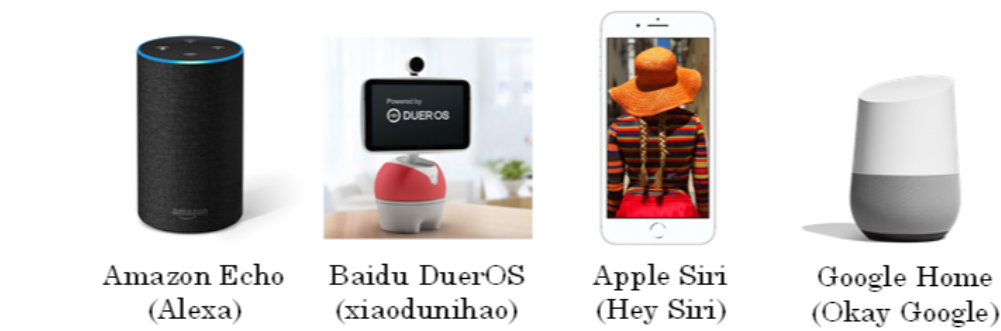 amazon
Powered by
DUER OS
Amazon Echo
(Alexa)
Baidu DuerOS
(xiaodunihao)
Apple Siri
(Hey Siri)
Google Home
(Okay Google)